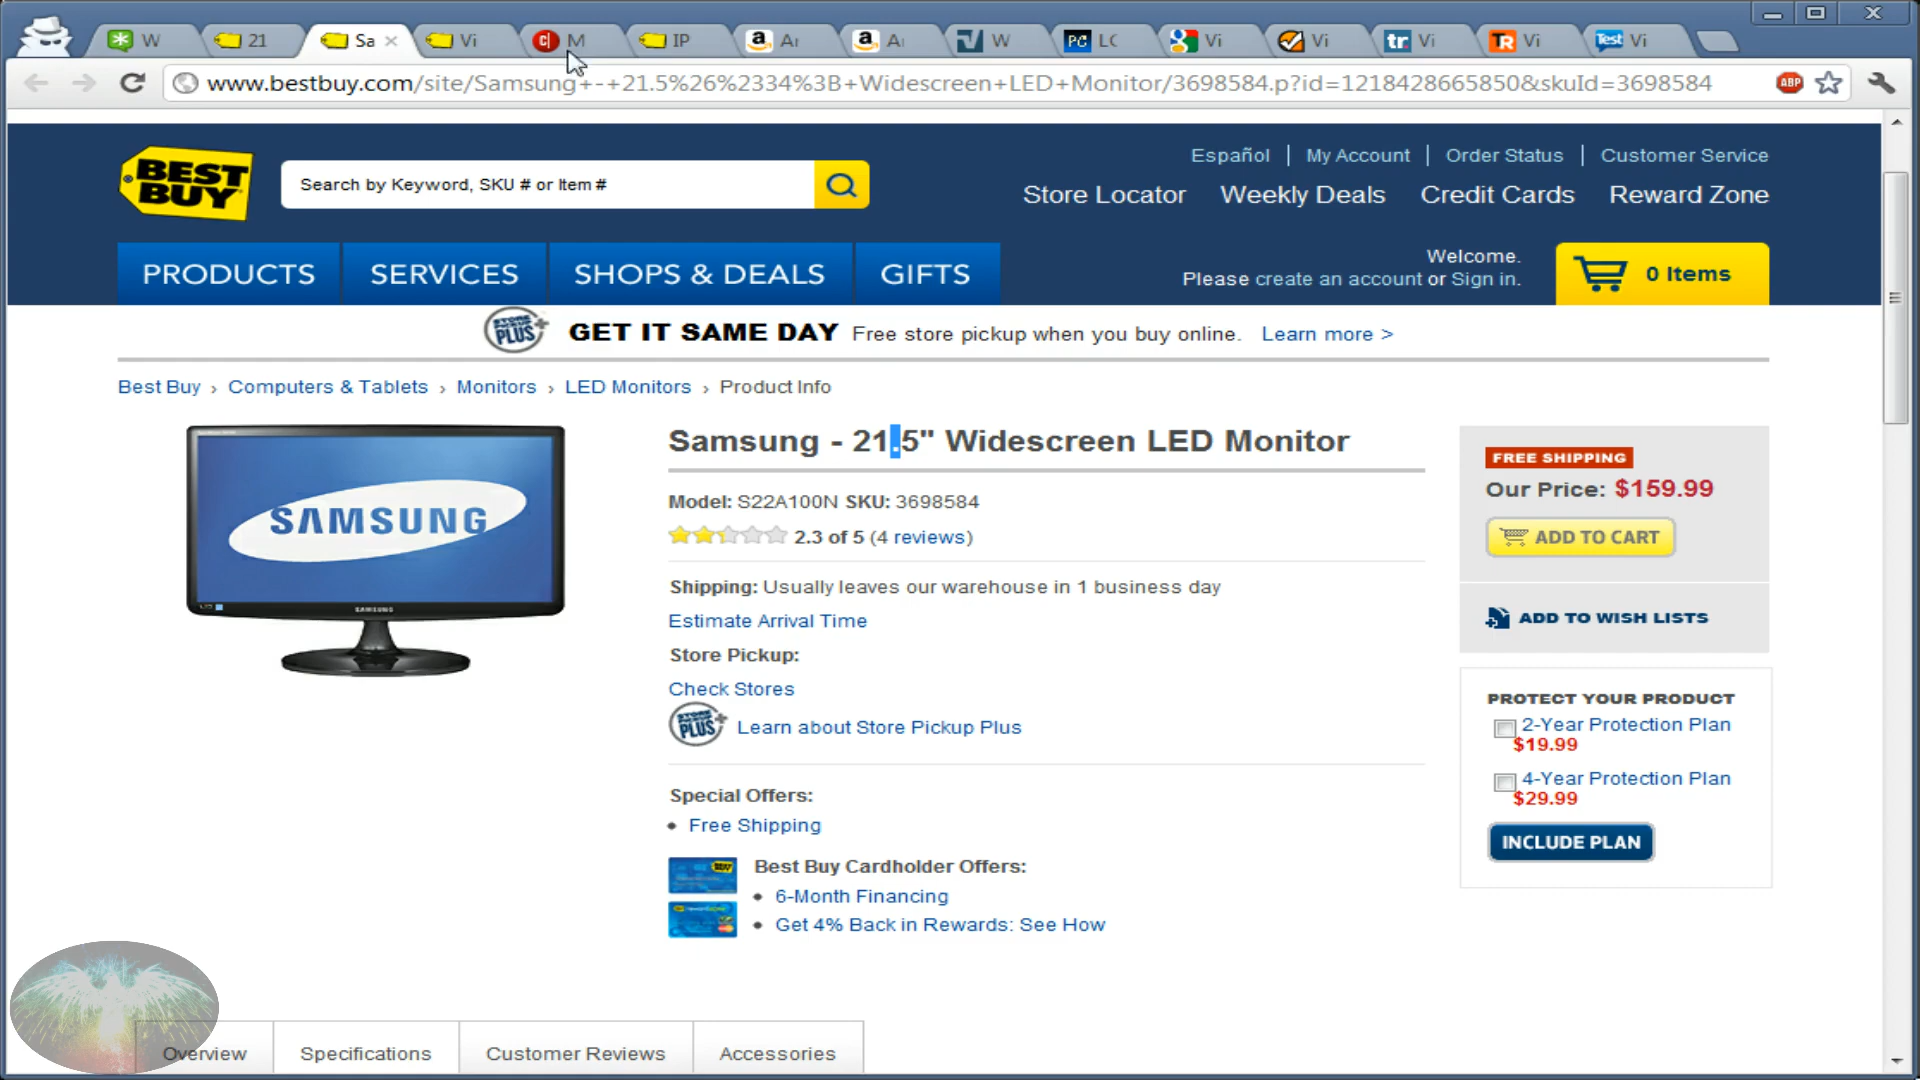 W
21
Sa
Vi
M
IP
W
Vi
Vi
Vi
Vi
Vi
www.bestbuy.com/site/Samsung+-+21.5%26%2334%3B+Widescreen+LED+Monitor/3698584.p?id=1218428665850&skuId=3698584
ABP
BEST BUY
Search by Keyword, SKU # or Item #
Español | My Account | Order Status | Customer Service
Store Locator Weekly Deals Credit Cards Reward Zone
PRODUCTS SERVICES SHOPS & DEALS GIFTS
Welcome.
Please create an account or Sign in.
0 Items
STORE PICKUP PLUS+ GET IT SAME DAY Free store pickup when you buy online. Learn more >
Best Buy › Computers & Tablets › Monitors › LED Monitors › Product Info
SAMSUNG
SAMSUNG
Samsung - 21.5" Widescreen LED Monitor
Model: S22A100N SKU: 3698584
2.3 of 5 (4 reviews)
Shipping: Usually leaves our warehouse in 1 business day
Estimate Arrival Time
Store Pickup:
Check Stores
Learn about Store Pickup Plus
Special Offers:
• Free Shipping
Best Buy Cardholder Offers:
• 6-Month Financing
• Get 4% Back in Rewards: See How
FREE SHIPPING
Our Price: $159.99
ADD TO CART
ADD TO WISH LISTS
PROTECT YOUR PRODUCT
2-Year Protection Plan
$19.99
4-Year Protection Plan
$29.99
INCLUDE PLAN
Overview Specifications Customer Reviews Accessories